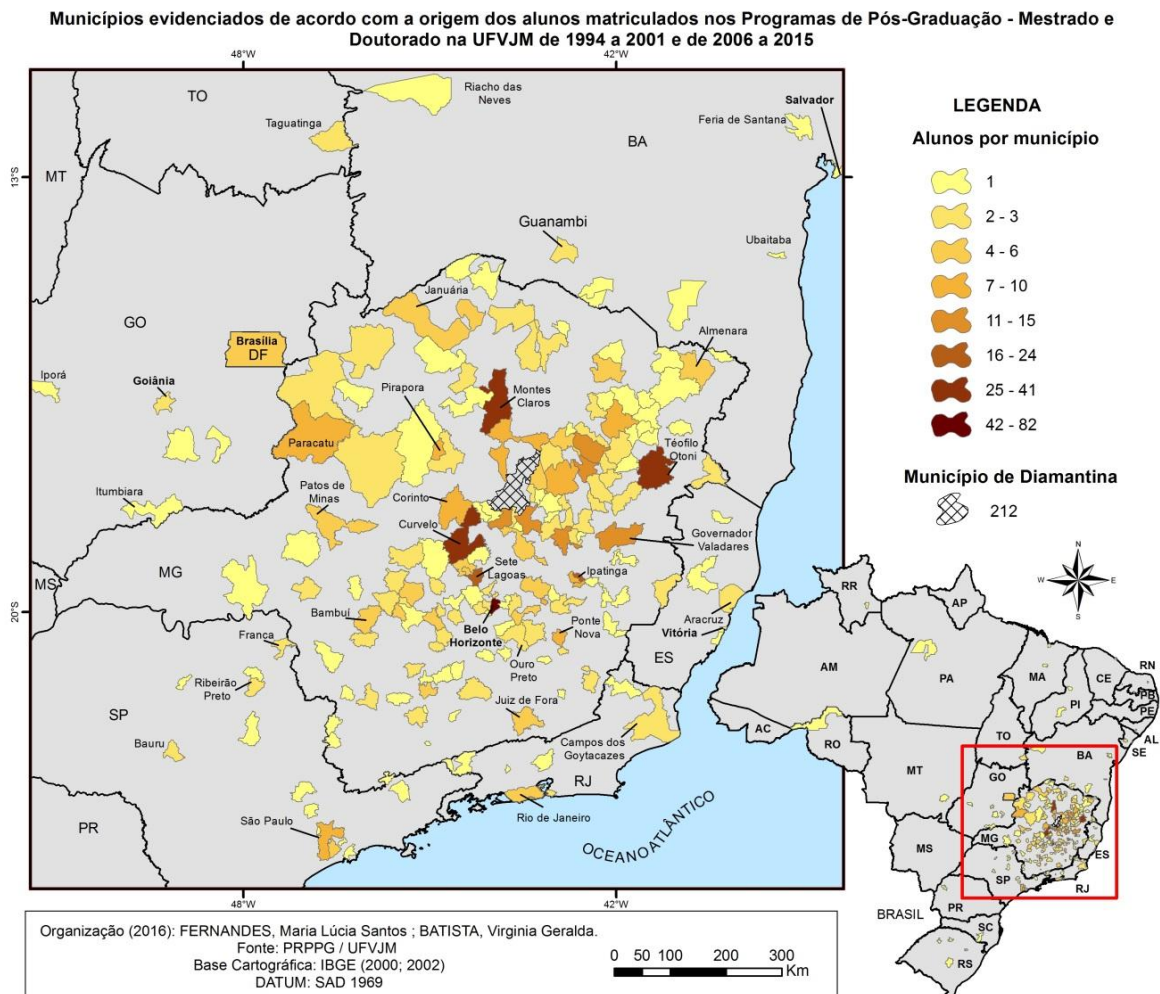 Municípios evidenciados de acordo com a origem dos alunos matriculados nos Programas de Pós-Graduação - Mestrado e
Doutorado na UFVJM de 1994 a 2001 e de 2006 a 2015
48°W
42°W
13°S
20°S
TO
Riacho das
Neves
Taguatinga
BA
Feria de Santana
Salvador
MT
Guanambi
Ubaitaba
Januária
GO
Brasília
DF
Almenara
Iporá
Goiânia
Pirapora
Montes
Claros
Paracatu
Téofilo
Otoni
Itumbiara
Patos de
Minas
Corinto
Curvelo
Governador
Valadares
MS
MG
Sete
Lagoas
Ipatinga
Bambuí
Belo
Horizonte
Ponte
Nova
Aracruz
Vitória
ES
Franca
Ouro
Preto
Ribeirão
Preto
SP
Juiz de Fora
Bauru
Campos dos
Goytacazes
RJ
PR
São Paulo
Rio de Janeiro
OCEANO ATLÂNTICO
48°W
42°W
LEGENDA
Alunos por município
1
2 - 3
4 - 6
7 - 10
11 - 15
16 - 24
25 - 41
42 - 82
Município de Diamantina
212
N
W
E
S
RR
AP
AM
PA
MA
CE
RN
PB
PE
PI
AL
SE
AC
RO
TO
BA
MT
GO
MG
ES
MS
SP
RJ
PR
BRASIL
SC
RS
Organização (2016): FERNANDES, Maria Lúcia Santos ; BATISTA, Virginia Geralda.
Fonte: PRPPG / UFVJM
Base Cartográfica: IBGE (2000; 2002)
DATUM: SAD 1969
0 50 100 200 300
Km